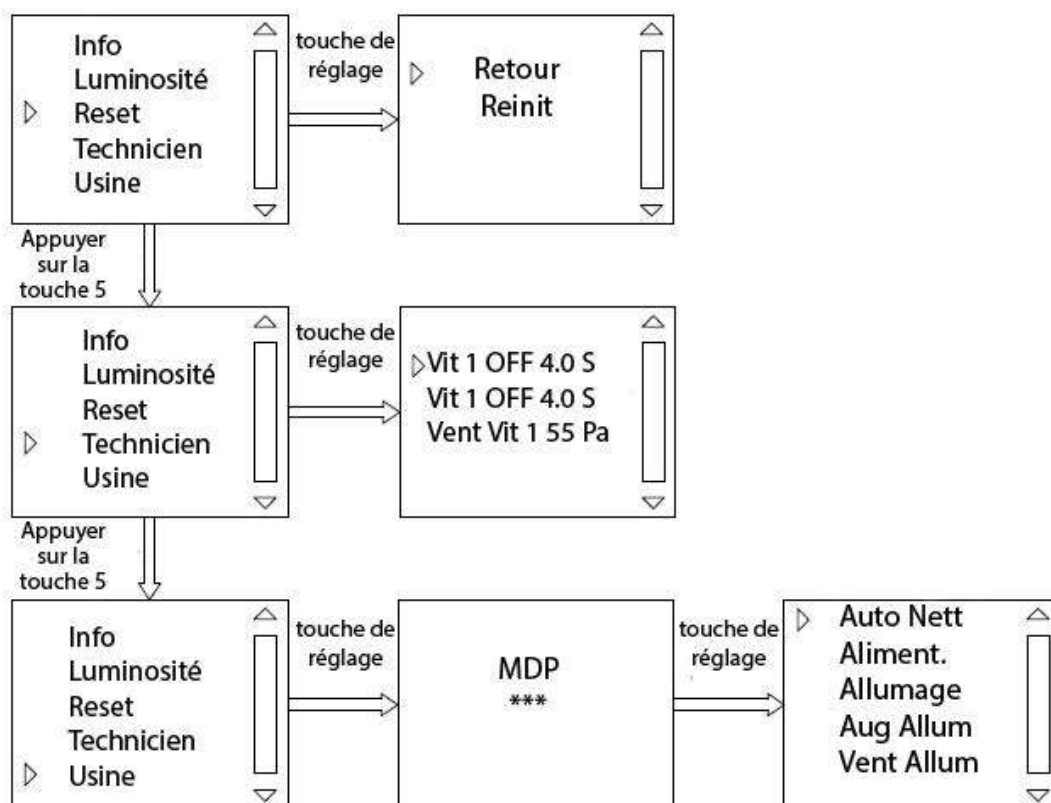 Info
Luminosité
Reset
Technicien
Usine
touche de
réglage
Retour
Reinit
Appuyer
sur la
touche 5
Info
Luminosité
Reset
Technicien
Usine
touche de
réglage
Vit 1 OFF 4.0 S
Vit 1 OFF 4.0 S
Vent Vit 1 55 Pa
Appuyer
sur la
touche 5
Info
Luminosité
Reset
Technicien
Usine
touche de
réglage
MDP
***
touche de
réglage
Auto Nett
Aliment.
Allumage
Aug Allum
Vent Allum